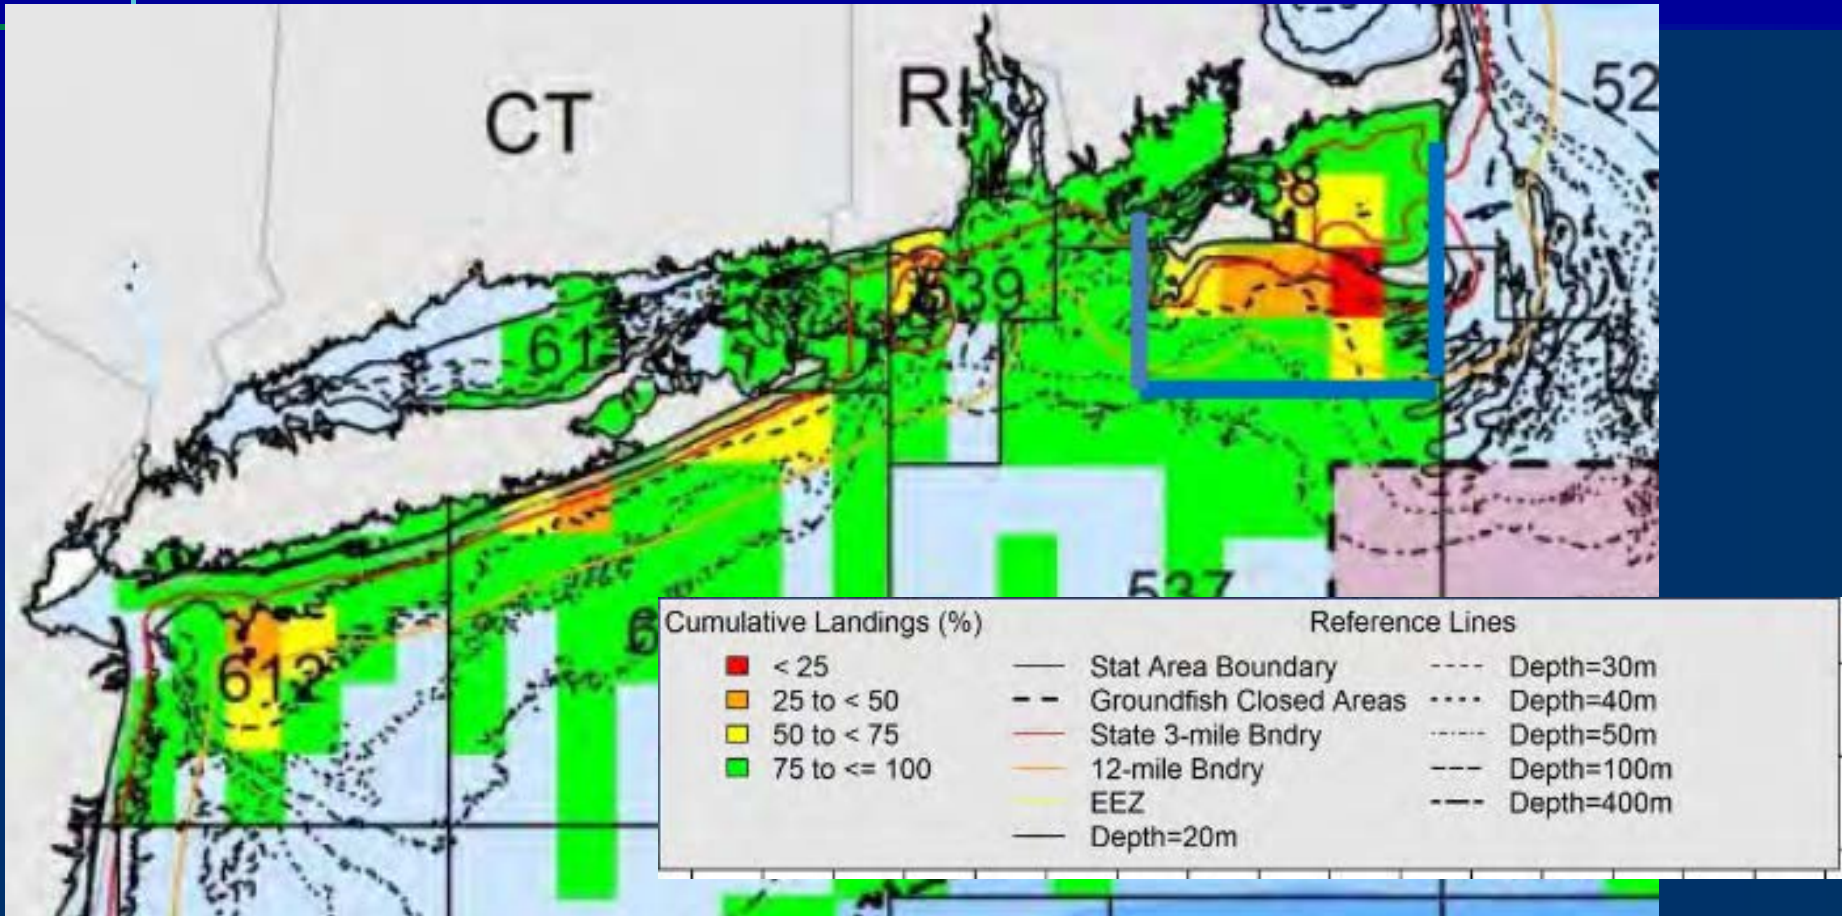 CT
RI
52
38
539
61
537
6
612
Cumulative Landings (%)
< 25
25 to < 50
50 to < 75
75 to <= 100
Reference Lines
Stat Area Boundary
Groundfish Closed Areas
State 3-mile Bndry
12-mile Bndry
EEZ
Depth=20m
Depth=30m
Depth=40m
Depth=50m
Depth=100m
Depth=400m